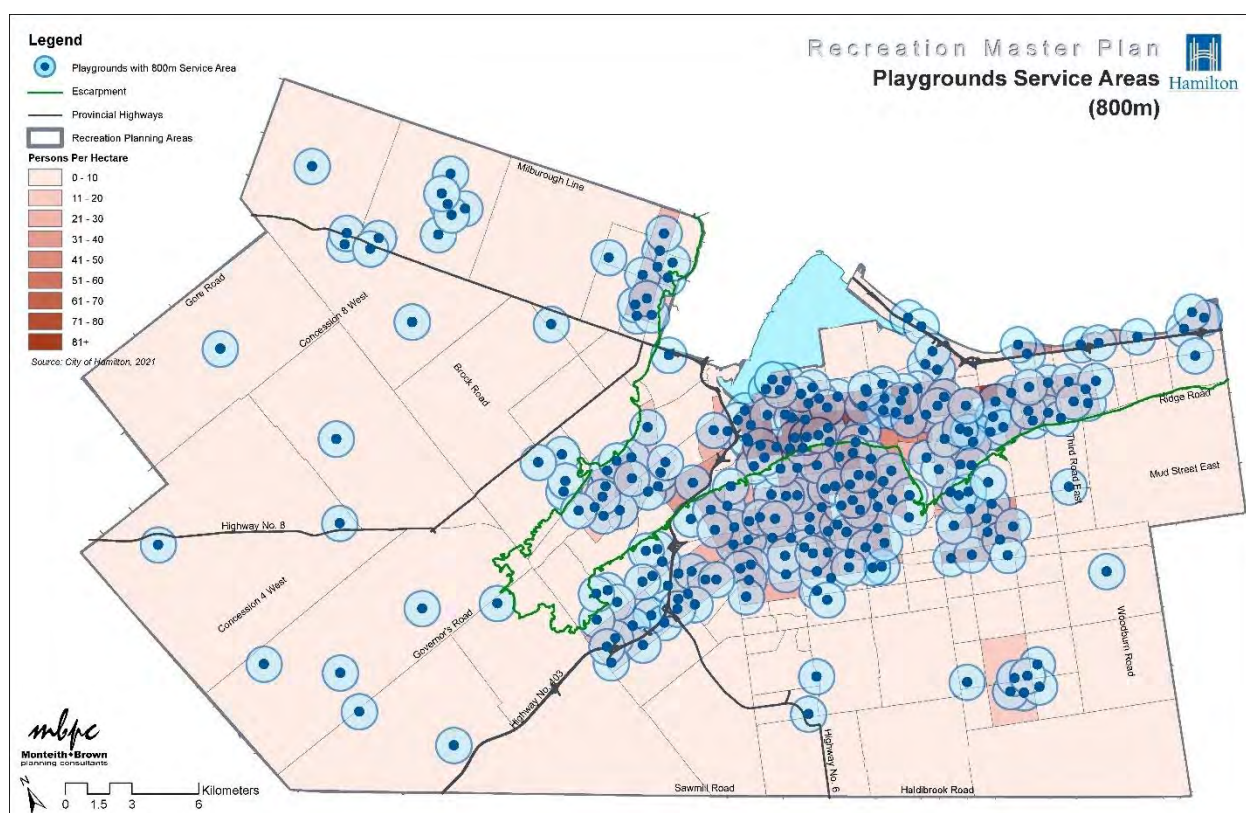 Legend
Playgrounds with 800m Service Area
Escarpment
Provincial Highways
Recreation Planning Areas
Persons Per Hectare
0 - 10
11 - 20
21 - 30
31 - 40
41 - 50
51 - 60
61 - 70
71 - 80
81+
Source: City of Hamilton, 2021
Recreation Master Plan
Playgrounds Service Areas
(800m)
Hamilton
Milburough Line
Gore Road
Concession 8 West
Brock Road
Ridge Road
Third Road East
Mud Street East
Highway No. 8
Concession 4 West
Governor's Road
Woodburn Road
Highway No. 403
Highway No. 6
Sawmill Road
Haldibrook Road
mbpc
Monteith+Brown
planning consultants
N
Kilometers
0 1.5 3 6